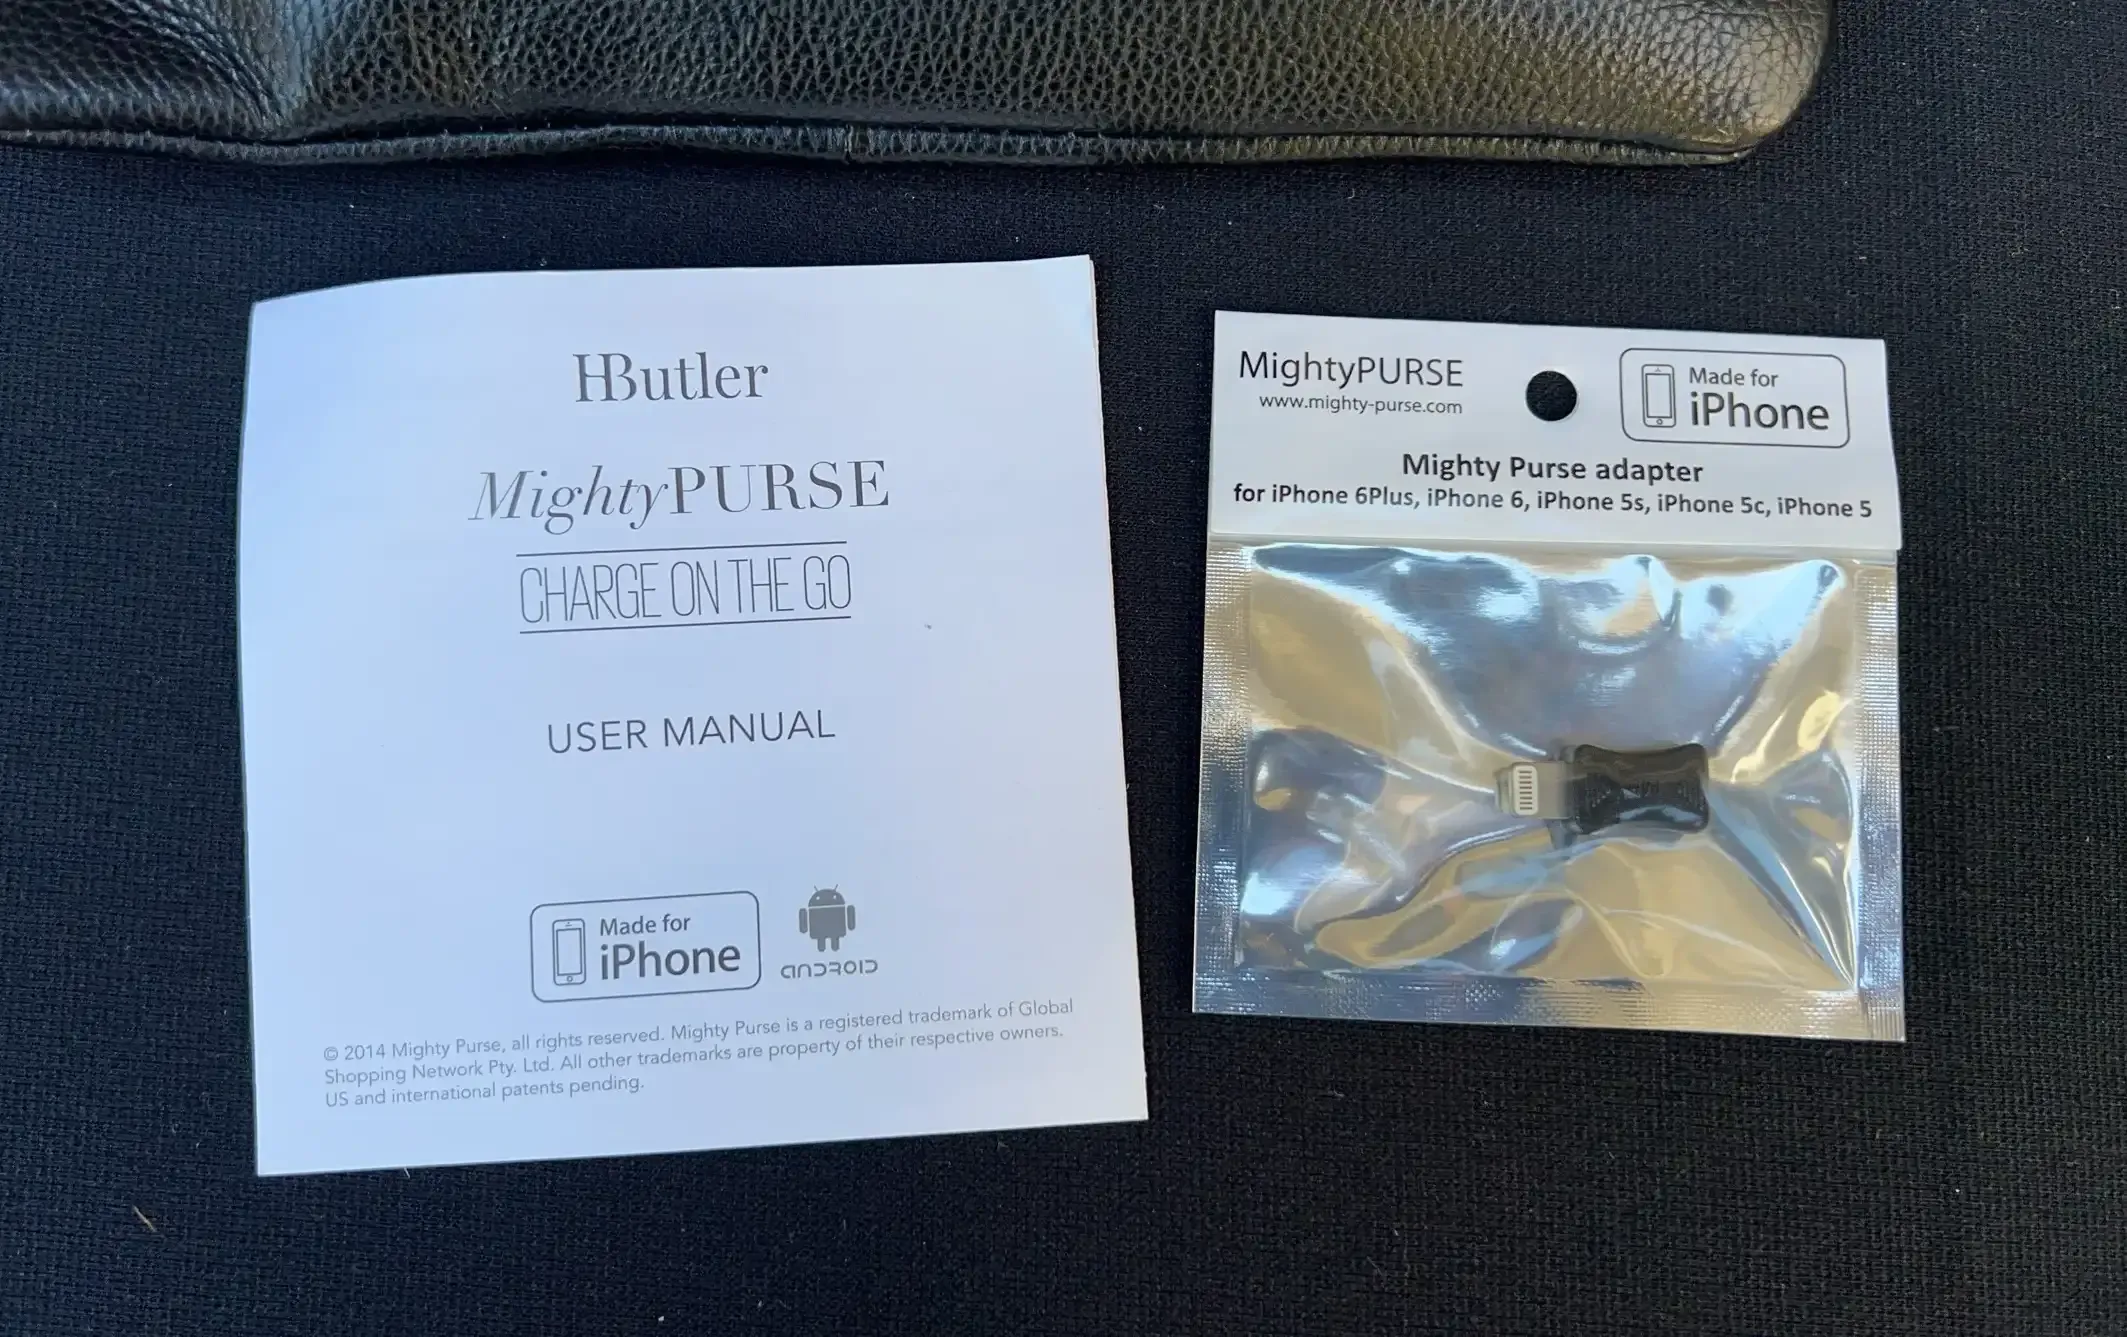 HButler
MightyPURSE
CHARGE ON THE GO
USER MANUAL
Made for
iPhone
ANDROID
© 2014 Mighty Purse, all rights reserved. Mighty Purse is a registered trademark of Global
Shopping Network Pty. Ltd. All other trademarks are property of their respective owners.
US and international patents pending.
MightyPURSE
www.mighty-purse.com
Made for
iPhone
Mighty Purse adapter
for iPhone 6Plus, iPhone 6, iPhone 5s, iPhone 5c, iPhone 5